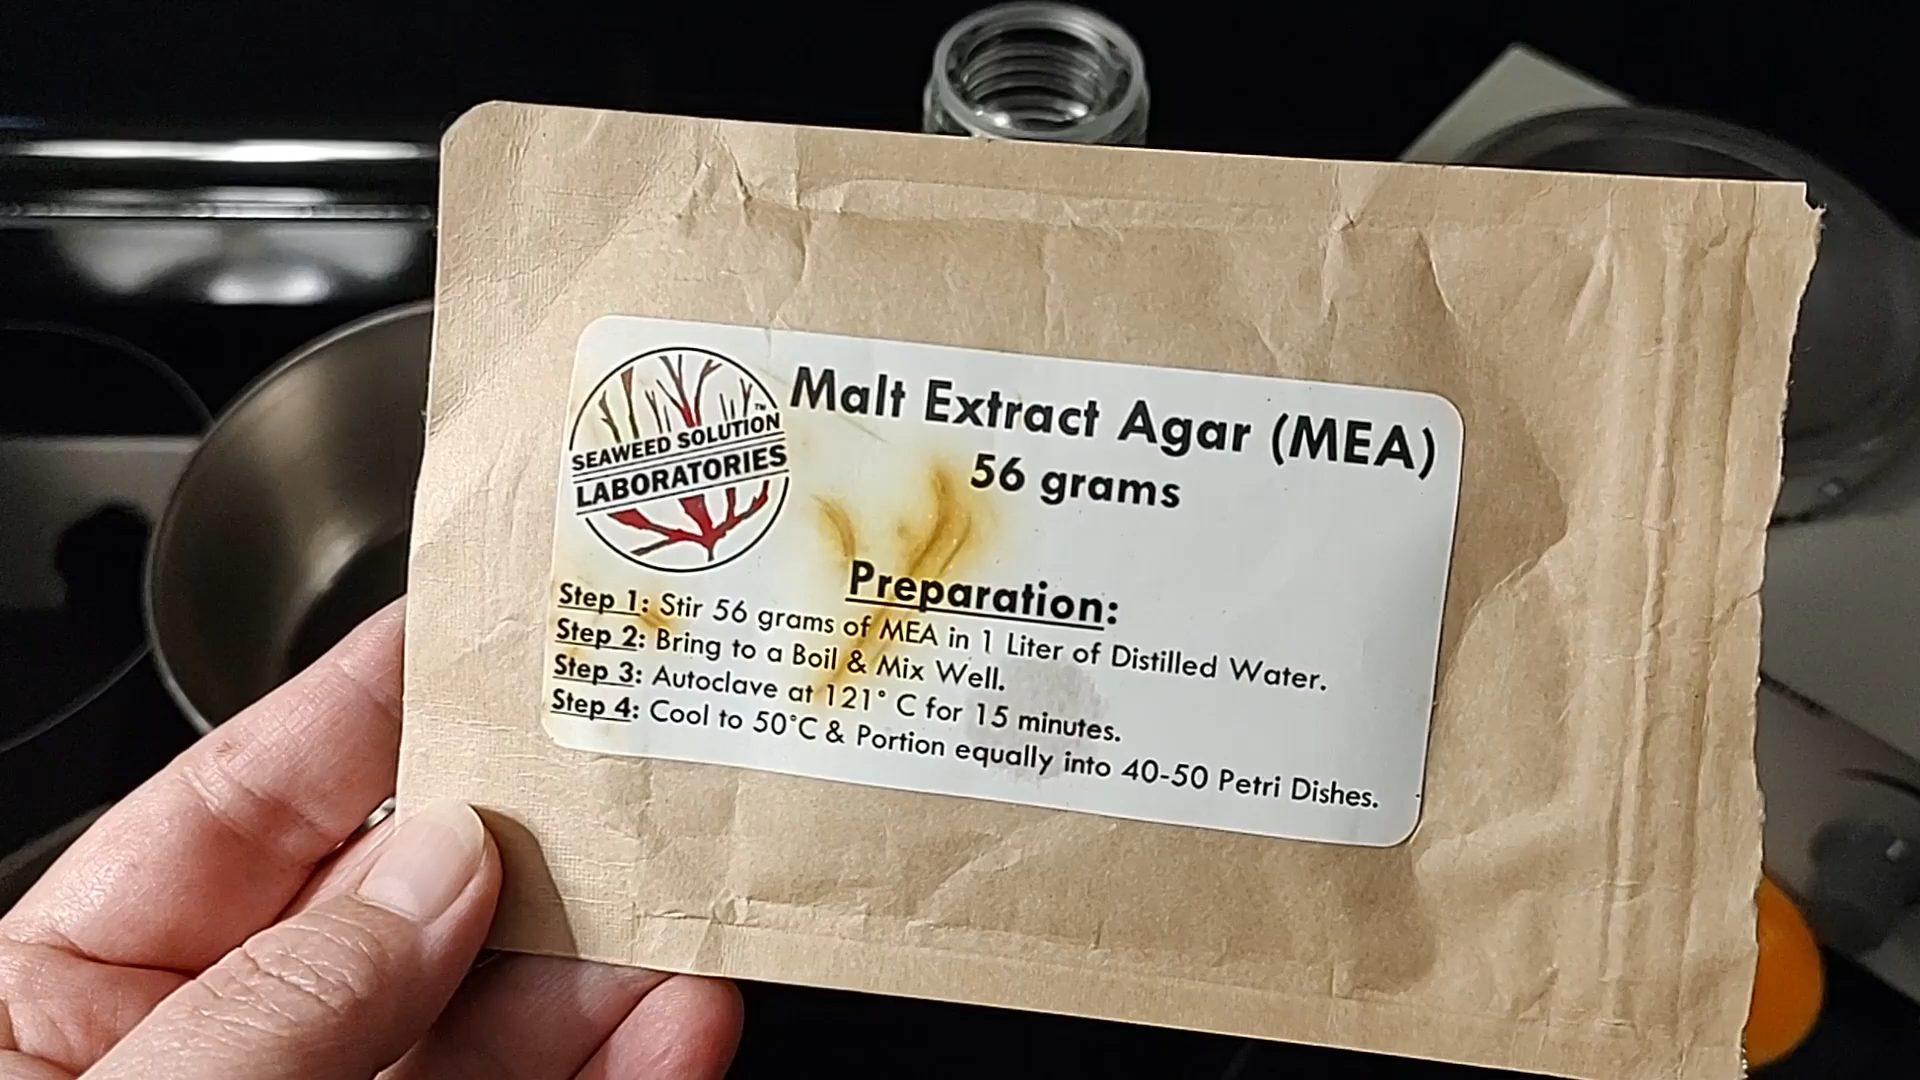 SEAWEED SOLUTION
LABORATORIES
™
Malt Extract Agar (MEA)
56 grams
Preparation:
Step 1: Stir 56 grams of MEA in 1 Liter of Distilled Water.
Step 2: Bring to a Boil & Mix Well.
Step 3: Autoclave at 121° C for 15 minutes.
Step 4: Cool to 50°C & Portion equally into 40-50 Petri Dishes.